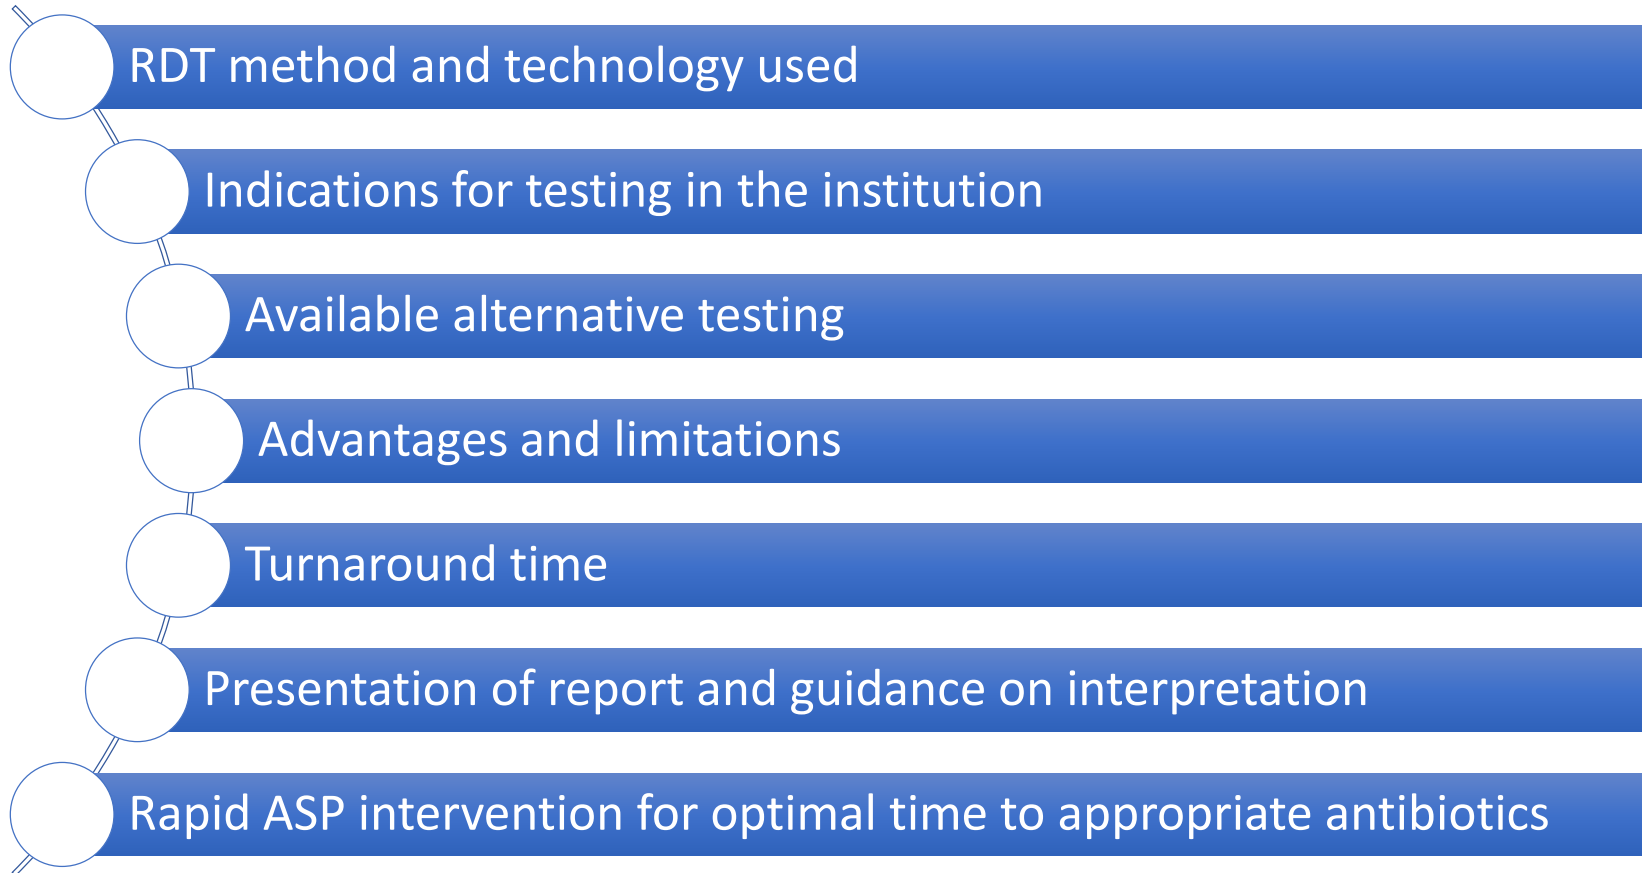 RDT method and technology used
Indications for testing in the institution
Available alternative testing
Advantages and limitations
Turnaround time
Presentation of report and guidance on interpretation
Rapid ASP intervention for optimal time to appropriate antibiotics